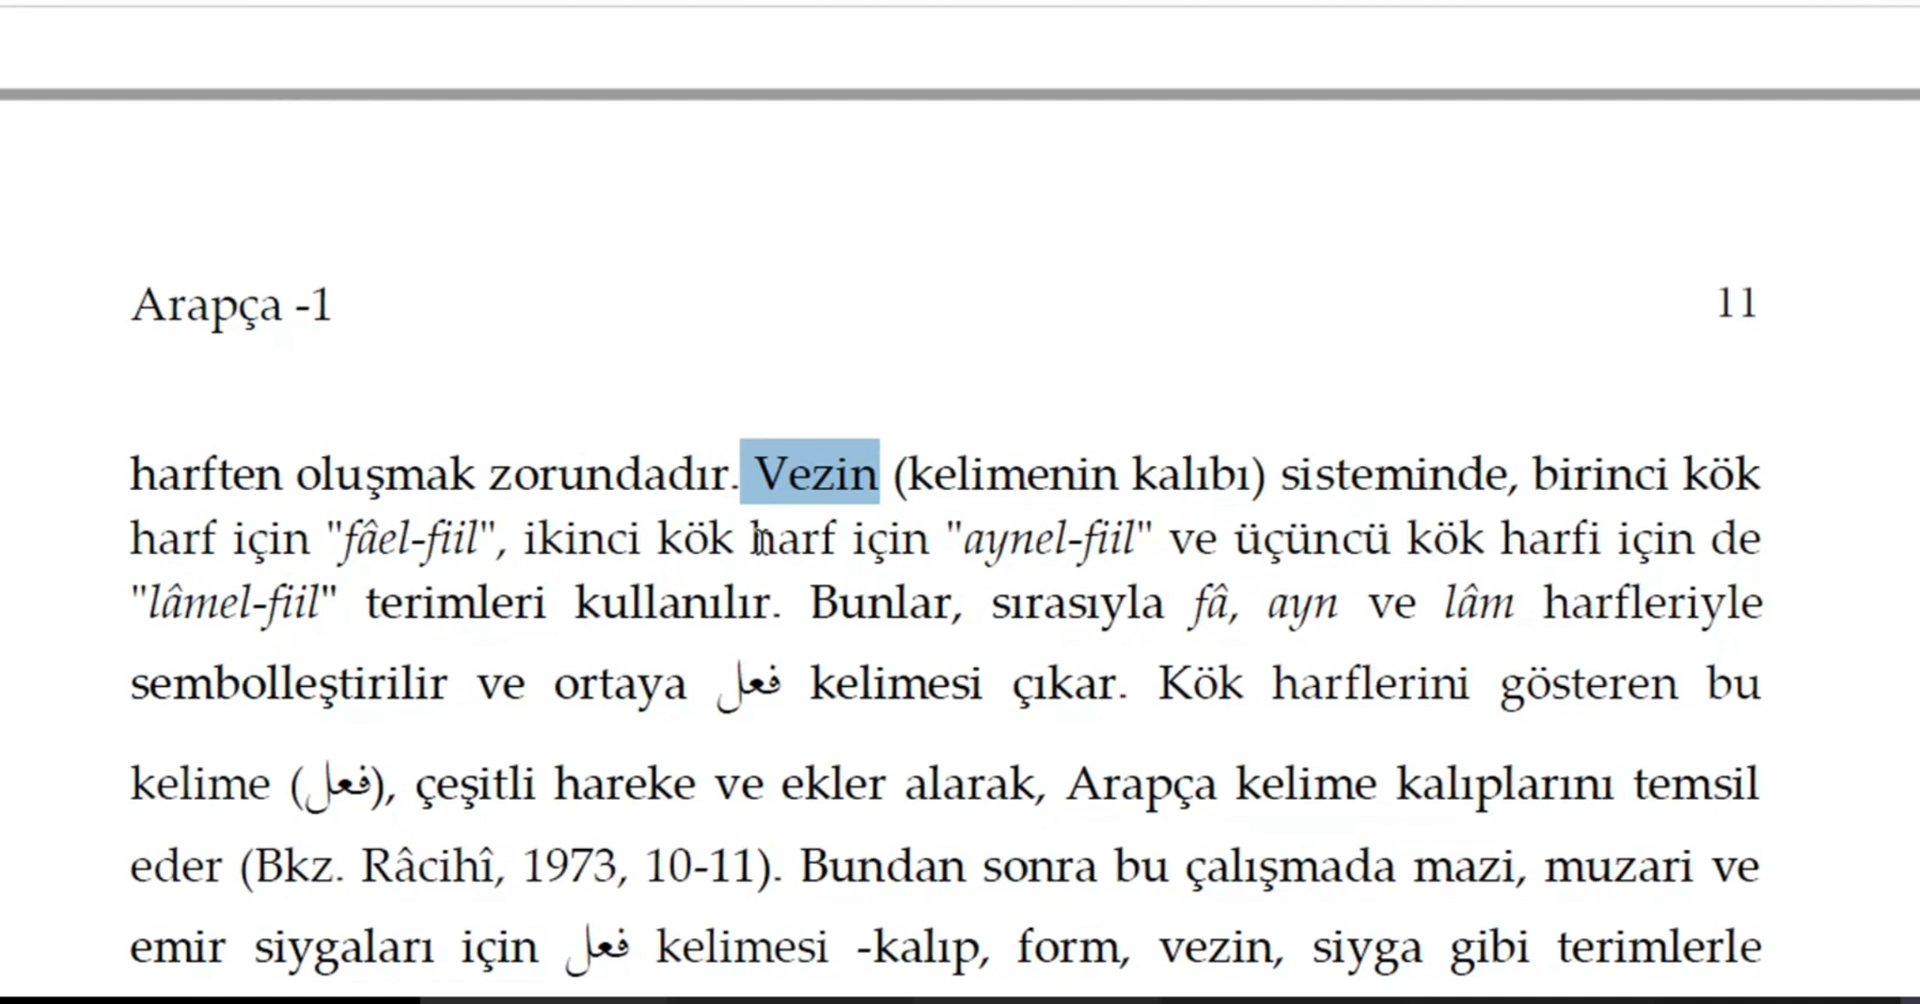 Arapça -1 11
harften oluşmak zorundadır. Vezin (kelimenin kalıbı) sisteminde, birinci kök
harf için "fâel-fiil", ikinci kök harf için "aynel-fiil" ve üçüncü kök harfi için de
"lâmel-fiil" terimleri kullanılır. Bunlar, sırasıyla fâ, ayn ve lâm harfleriyle
sembolleştirilir ve ortaya فعل kelimesi çıkar. Kök harflerini gösteren bu
kelime (فعل), çeşitli hareke ve ekler alarak, Arapça kelime kalıplarını temsil
eder (Bkz. Râcihî, 1973, 10-11). Bundan sonra bu çalışmada mazi, muzari ve
emir siygaları için فعل kelimesi -kalıp, form, vezin, siyga gibi terimlerle